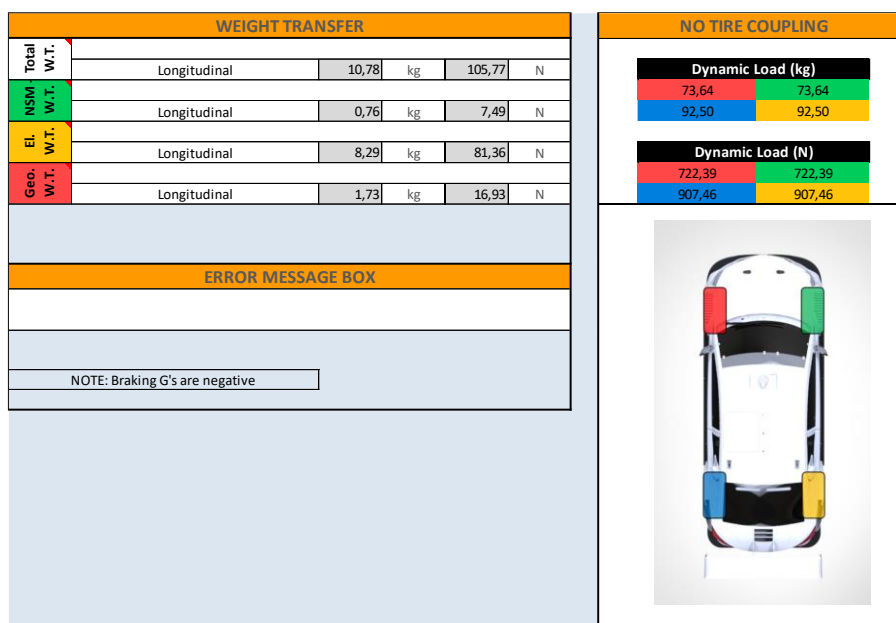 WEIGHT TRANSFER
NO TIRE COUPLING
Total W.T.
Longitudinal 10,78 kg 105,77 N
NSM - W.T.
Longitudinal 0,76 kg 7,49 N
El. W.T.
Longitudinal 8,29 kg 81,36 N
Geo. W.T.
Longitudinal 1,73 kg 16,93 N
Dynamic Load (kg)
73,64 73,64
92,50 92,50
Dynamic Load (N)
722,39 722,39
907,46 907,46
ERROR MESSAGE BOX
NOTE: Braking G's are negative